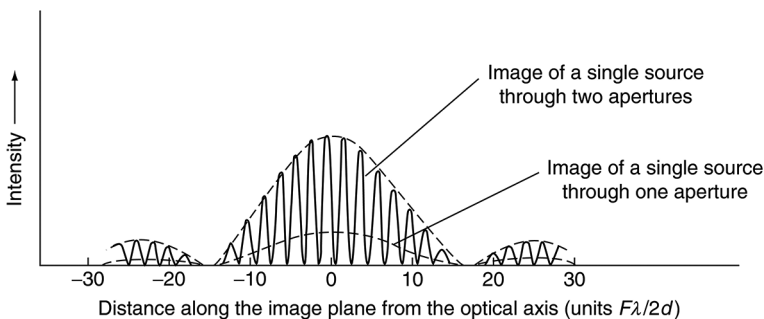 Image of a single source
through two apertures
Image of a single source
through one aperture
Intensity
−30 −20 −10 0 10 20 30
Distance along the image plane from the optical axis (units Fλ/2d)